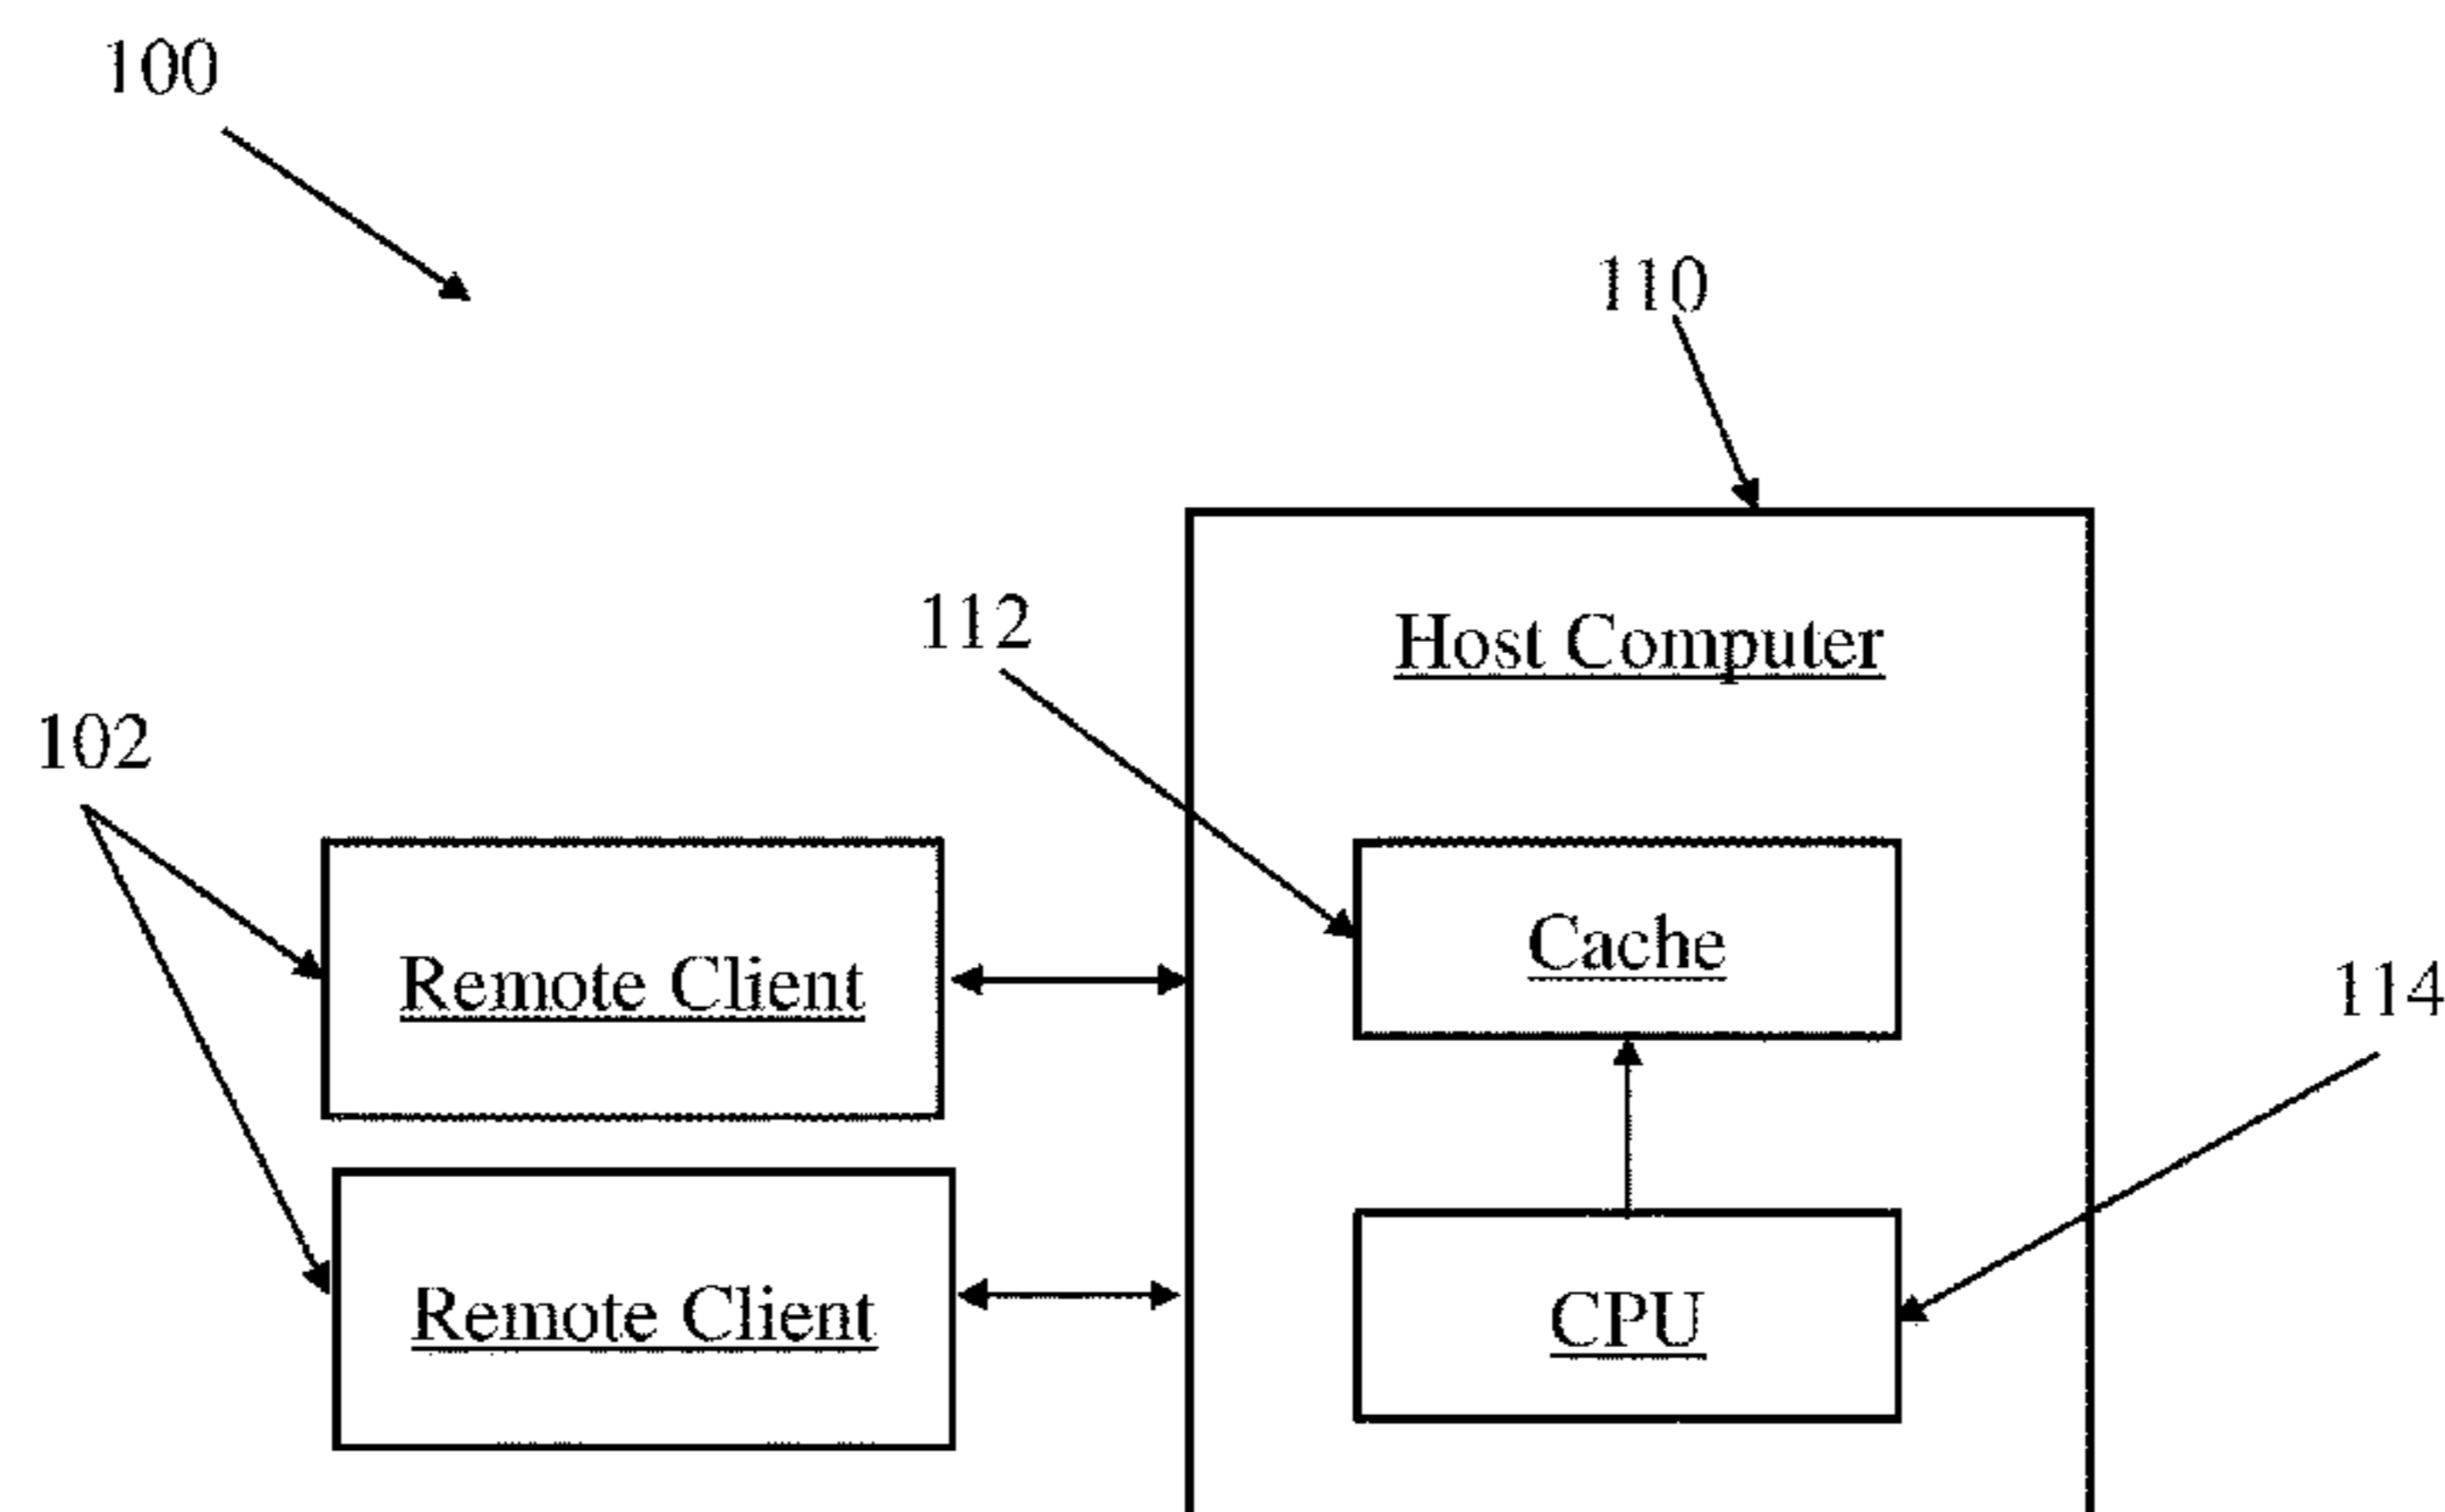 100
110
112
Host Computer
102
Cache
Remote Client
114
CPU
Remote Client